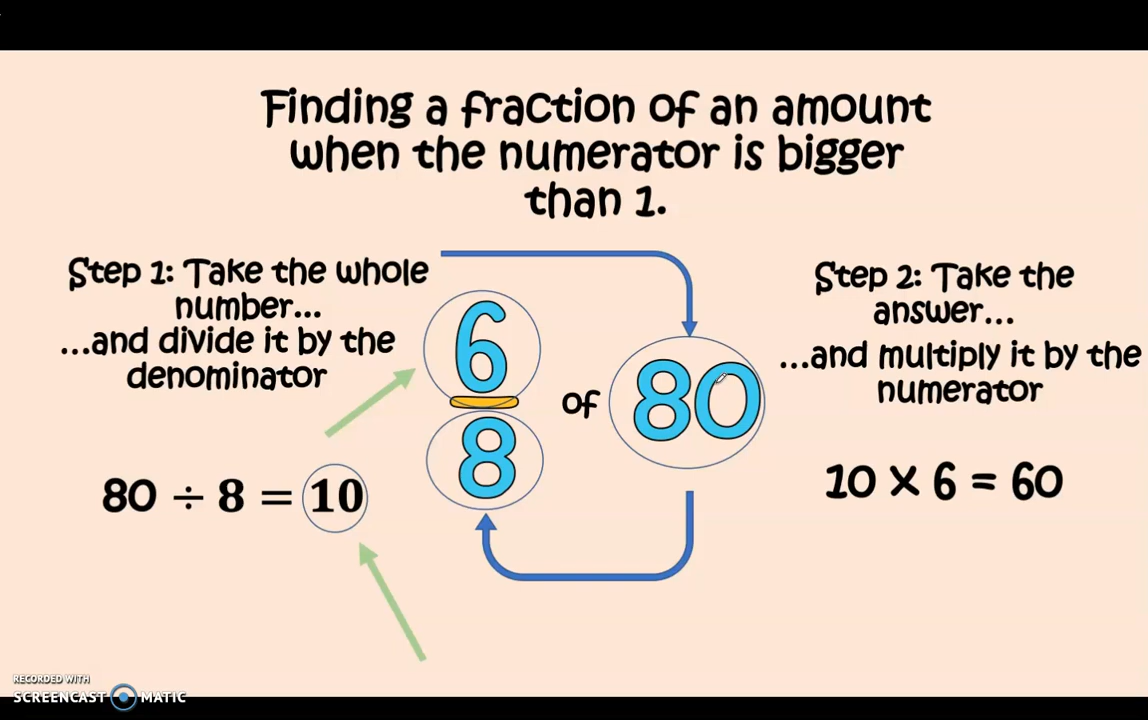 Finding a fraction of an amount
when the numerator is bigger
than 1.
Step 1: Take the whole
number...
...and divide it by the
denominator
80 ÷ 8 = 10
6
8
of
80
Step 2: Take the
answer...
...and multiply it by the
numerator
10 × 6 = 60
RECORDED WITH
SCREENCAST MATIC